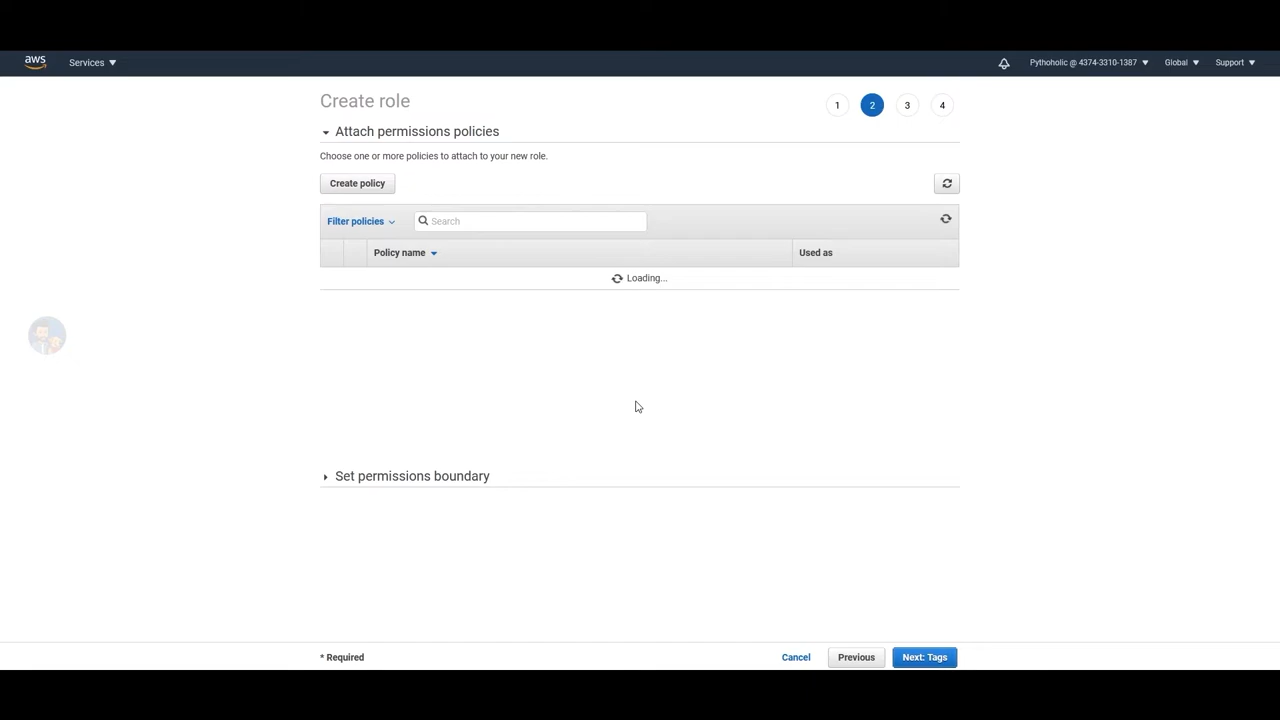 aws Services Pythoholic @ 4374-3310-1387 Global Support
Create role 1 2 3 4
Attach permissions policies
Choose one or more policies to attach to your new role.
Create policy
Filter policies Search
Policy name Used as
Loading...
Set permissions boundary
* Required Cancel Previous Next: Tags